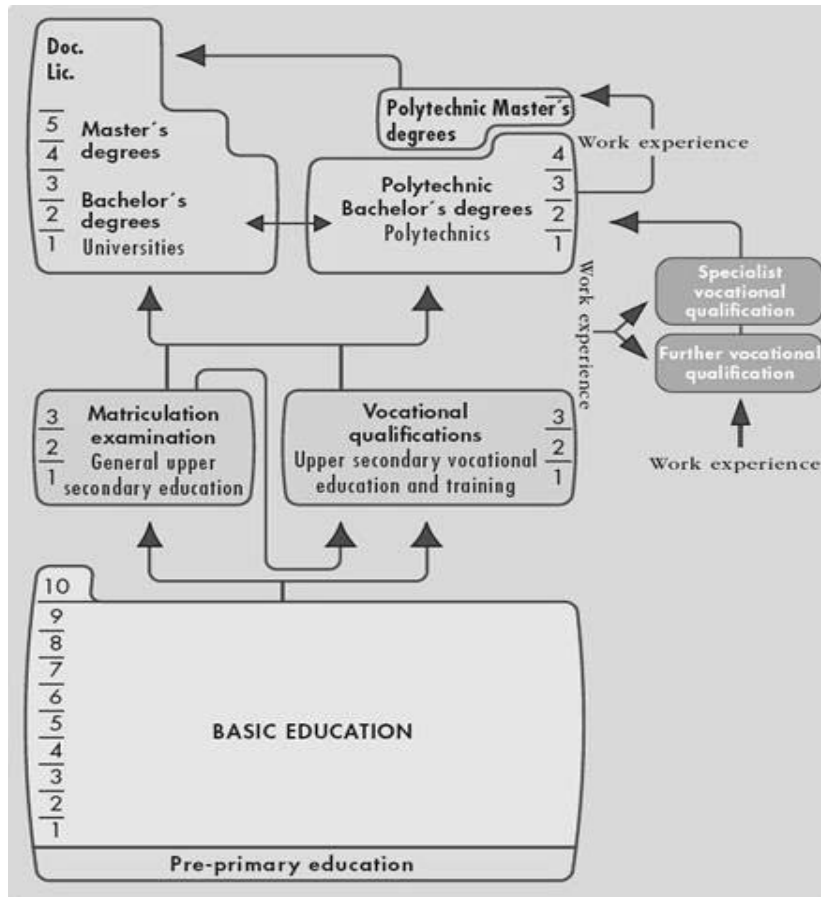 Doc.
Lic.
5
4
3
2
1
Master´s
degrees
Bachelor´s
degrees
Universities
Polytechnic Master´s
degrees
Work experience
Polytechnic
Bachelor´s degrees
Polytechnics
4
3
2
1
Work experience
Specialist
vocational
qualification
Further vocational
qualification
Work experience
3
2
1
Matriculation
examination
General upper
secondary education
Vocational
qualifications
Upper secondary vocational
education and training
3
2
1
10
9
8
7
6
5
4
3
2
1
BASIC EDUCATION
Pre-primary education